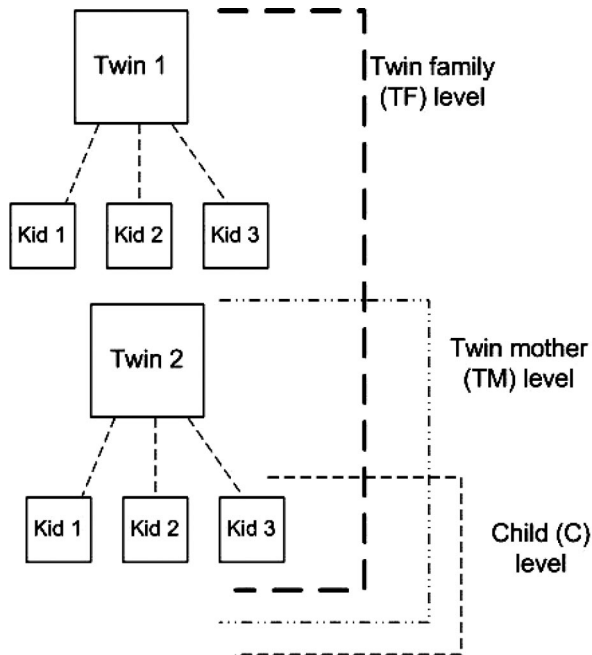 Twin 1
Twin family
(TF) level
Kid 1
Kid 2
Kid 3
Twin 2
Twin mother
(TM) level
Kid 1
Kid 2
Kid 3
Child (C)
level